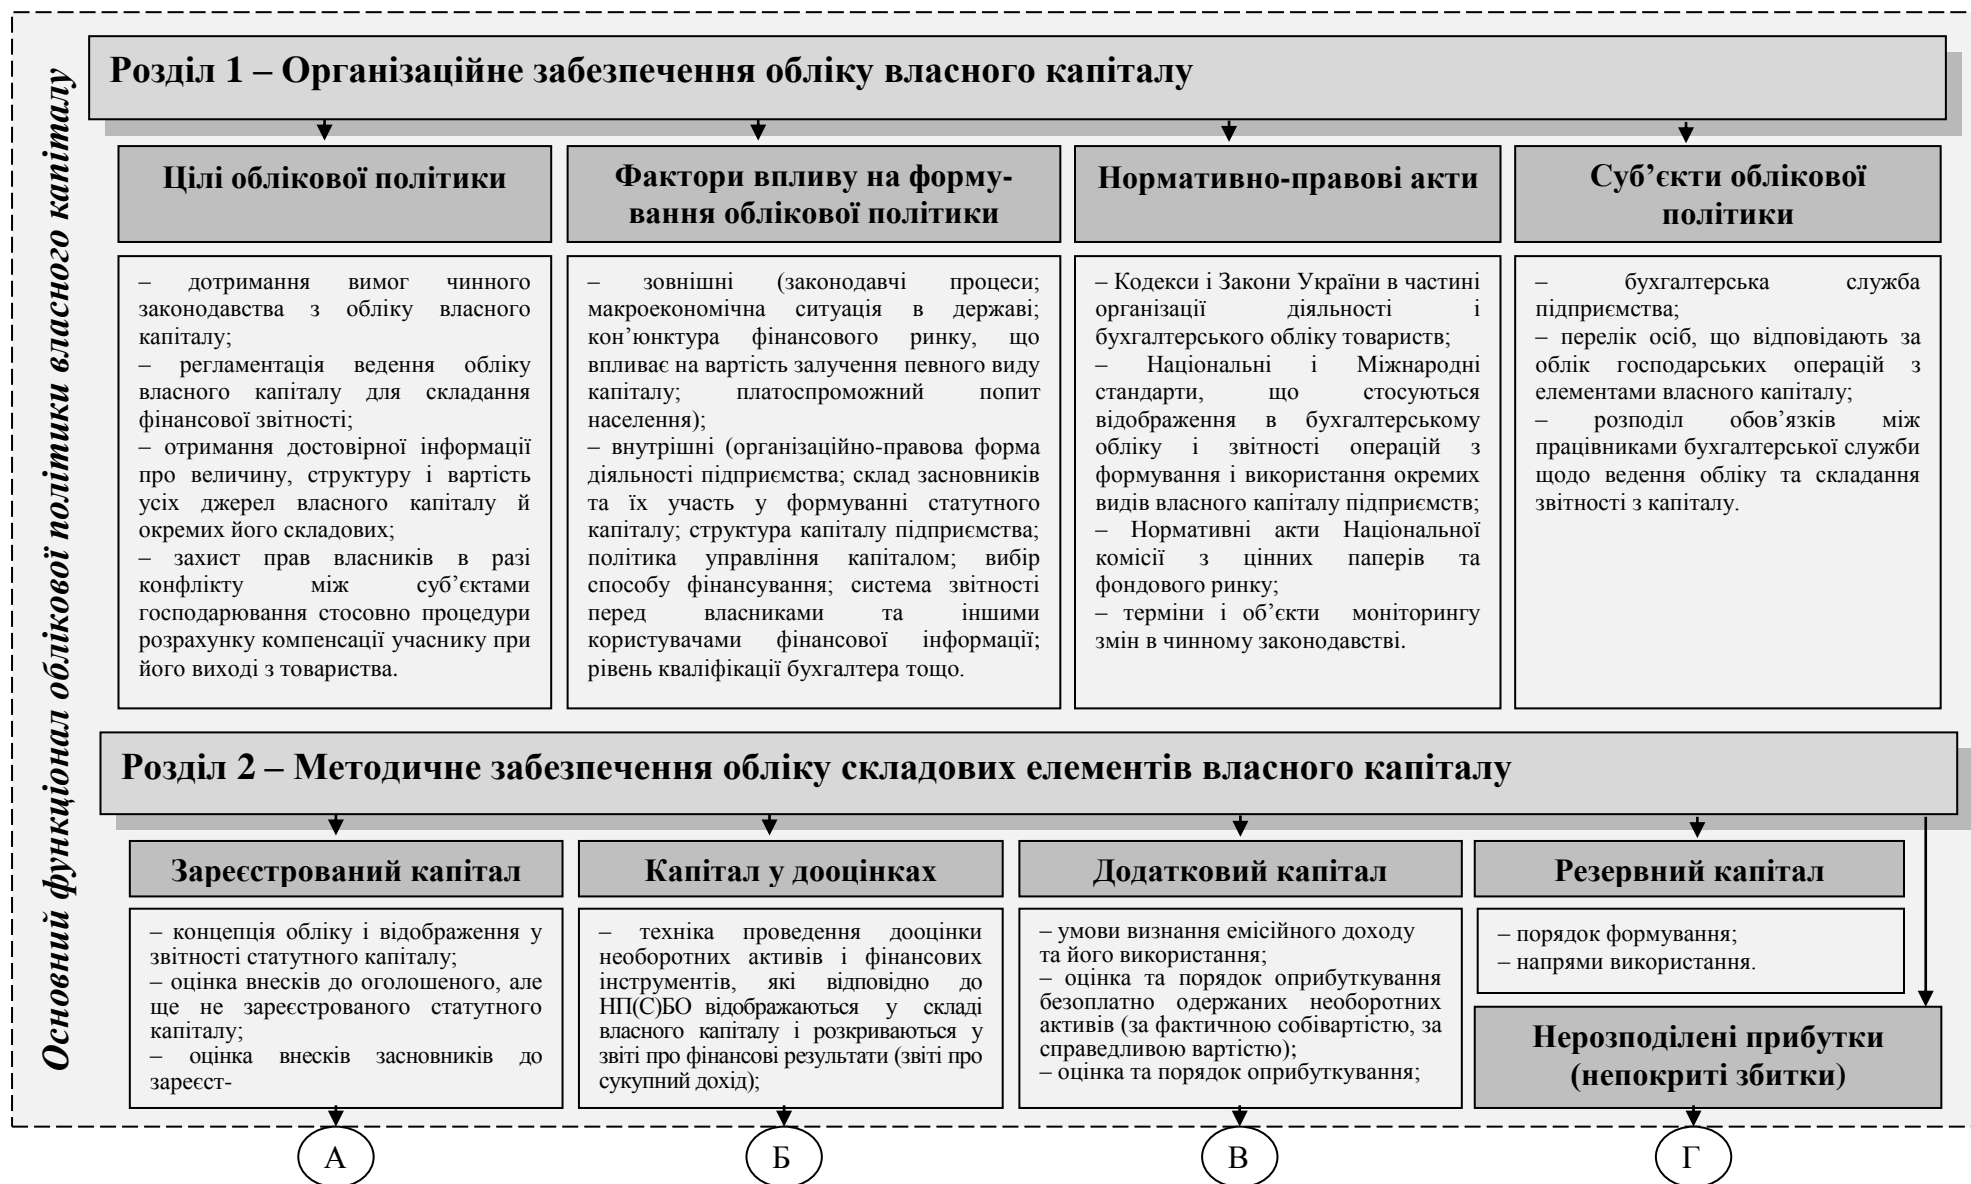 Основний функціонал облікової політики власного капіталу
Розділ 1 – Організаційне забезпечення обліку власного капіталу
Цілі облікової політики
– дотримання вимог чинного
законодавства з обліку власного
капіталу;
– регламентація ведення обліку
власного капіталу для складання
фінансової звітності;
– отримання достовірної інформації
про величину, структуру і вартість
усіх джерел власного капіталу й
окремих його складових;
– захист прав власників в разі
конфлікту між суб’єктами
господарювання стосовно процедури
розрахунку компенсації учаснику при
його виході з товариства.
Фактори впливу на форму-
вання облікової політики
– зовнішні (законодавчі процеси;
макроекономічна ситуація в державі;
кон’юнктура фінансового ринку, що
впливає на вартість залучення певного виду
капіталу; платоспроможний попит
населення);
– внутрішні (організаційно-правова форма
діяльності підприємства; склад засновників
та їх участь у формуванні статутного
капіталу; структура капіталу підприємства;
політика управління капіталом; вибір
способу фінансування; система звітності
перед власниками та іншими
користувачами фінансової інформації;
рівень кваліфікації бухгалтера тощо.
Нормативно-правові акти
– Кодекси і Закони України в частині
організації діяльності і
бухгалтерського обліку товариств;
– Національні і Міжнародні
стандарти, що стосуються
відображення в бухгалтерському
обліку і звітності операцій з
формування і використання окремих
видів власного капіталу підприємств;
– Нормативні акти Національної
комісії з цінних паперів та
фондового ринку;
– терміни і об’єкти моніторингу
змін в чинному законодавстві.
Суб’єкти облікової
політики
– бухгалтерська служба
підприємства;
– перелік осіб, що відповідають за
облік господарських операцій з
елементами власного капіталу;
– розподіл обов’язків між
працівниками бухгалтерської служби
щодо ведення обліку та складання
звітності з капіталу.
Розділ 2 – Методичне забезпечення обліку складових елементів власного капіталу
Зареєстрований капітал
– концепція обліку і відображення у
звітності статутного капіталу;
– оцінка внесків до оголошеного, але
ще не зареєстрованого статутного
капіталу;
– оцінка внесків засновників до
зареєст-
Капітал у дооцінках
– техніка проведення дооцінки
необоротних активів і фінансових
інструментів, які відповідно до
НП(С)БО відображаються у складі
власного капіталу і розкриваються у
звіті про фінансові результати (звіті про
сукупний дохід);
Додатковий капітал
– умови визнання емісійного доходу
та його використання;
– оцінка та порядок оприбуткування
безоплатно одержаних необоротних
активів (за фактичною собівартістю, за
справедливою вартістю);
– оцінка та порядок оприбуткування;
Резервний капітал
– порядок формування;
– напрями використання.
Нерозподілені прибутки
(непокриті збитки)
А
Б
В
Г